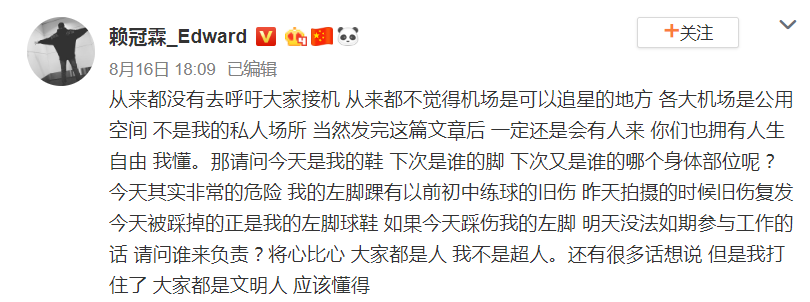 赖冠霖_Edward
+关注
8月16日 18:09 已编辑
从来都没有去呼吁大家接机 从来都不觉得机场是可以追星的地方 各大机场是公用
空间 不是我的私人场所 当然发完这篇文章后 一定还是会有人来 你们也拥有人生
自由 我懂。那请问今天是我的鞋 下次是谁的脚 下次又是谁的哪个身体部位呢？
今天其实非常的危险 我的左脚踝有以前初中练球的旧伤 昨天拍摄的时候旧伤复发
今天被踩掉的正是我的左脚球鞋 如果今天踩伤我的左脚 明天没法如期参与工作的
话 请问谁来负责？将心比心 大家都是人 我不是超人。还有很多话想说 但是我打
住了 大家都是文明人 应该懂得